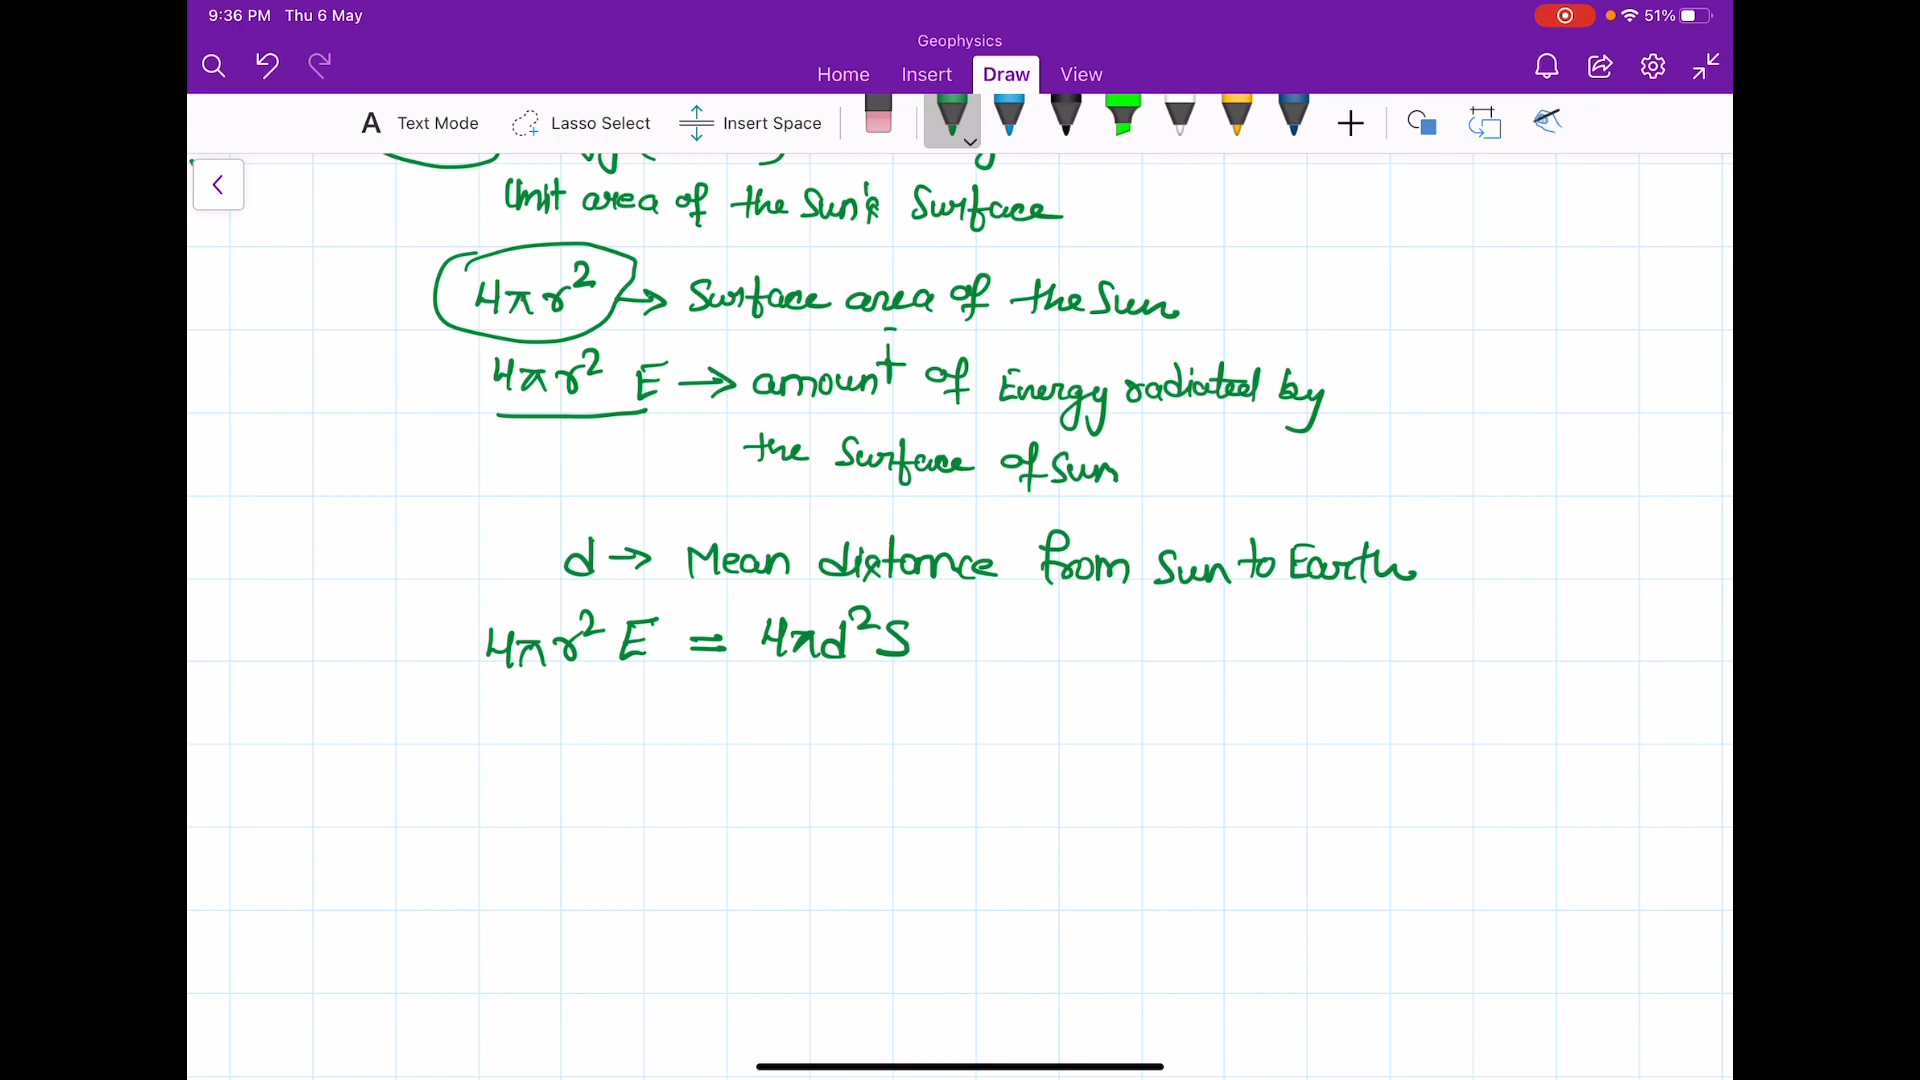 9:36 PM Thu 6 May
51%
Geophysics
Home Insert Draw View
A Text Mode Lasso Select Insert Space
Unit area of the Sun's Surface
4πr² → Surface area of the Sun
4πr² E → amount of Energy radiated by
the Surface of Sun
d → Mean distance from Sun to Earth
4πr² E = 4πd²S